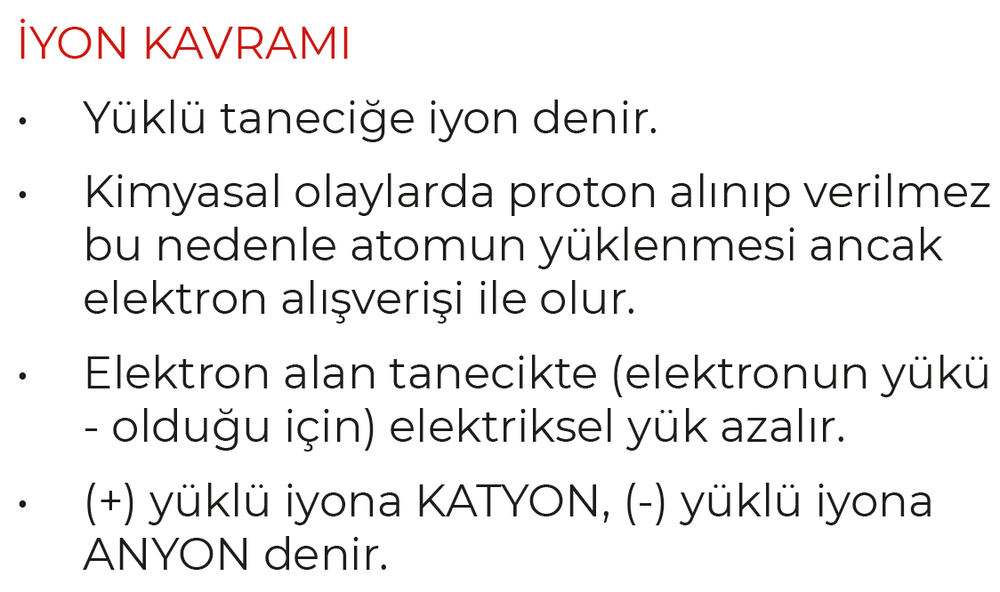 İYON KAVRAMI
• Yüklü taneciğe iyon denir.
• Kimyasal olaylarda proton alınıp verilmez
bu nedenle atomun yüklenmesi ancak
elektron alışverişi ile olur.
• Elektron alan tanecikte (elektronun yükü
- olduğu için) elektriksel yük azalır.
• (+) yüklü iyona KATYON, (-) yüklü iyona
ANYON denir.